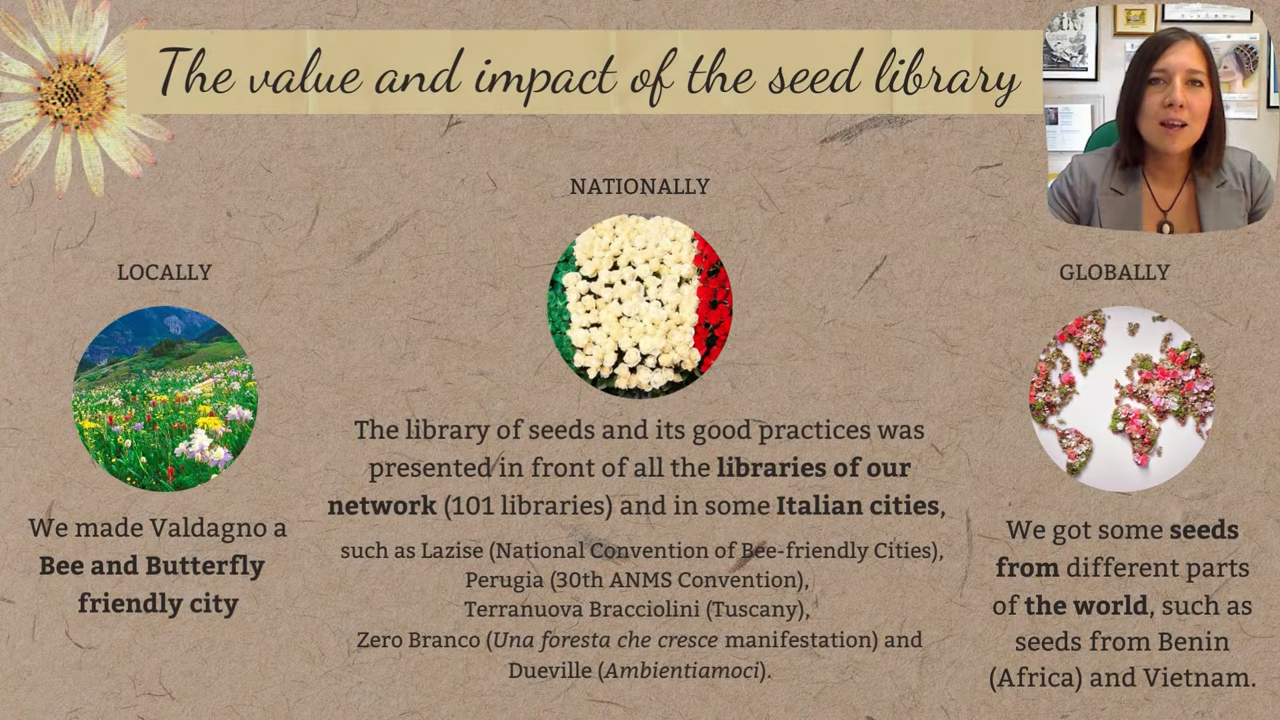 The value and impact of the seed library
LOCALLY
We made Valdagno a
Bee and Butterfly
friendly city
NATIONALLY
The library of seeds and its good practices was
presented in front of all the libraries of our
network (101 libraries) and in some Italian cities,
such as Lazise (National Convention of Bee-friendly Cities),
Perugia (30th ANMS Convention),
Terranuova Bracciolini (Tuscany),
Zero Branco (Una foresta che cresce manifestation) and
Dueville (Ambientiamoci).
GLOBALLY
We got some seeds
from different parts
of the world, such as
seeds from Benin
(Africa) and Vietnam.